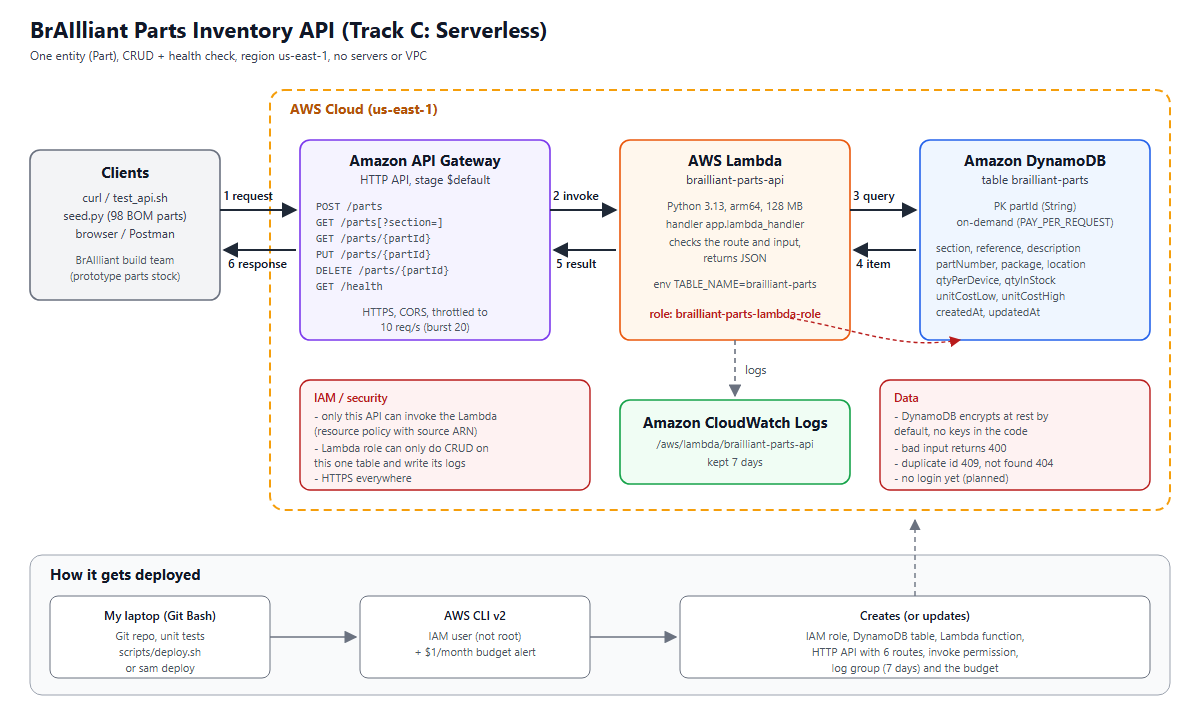 BrAIlliant Parts Inventory API (Track C: Serverless)
One entity (Part), CRUD + health check, region us-east-1, no servers or VPC
AWS Cloud (us-east-1)
Clients
curl / test_api.sh
seed.py (98 BOM parts)
browser / Postman
BrAIlliant build team
(prototype parts stock)
1 request
6 response
Amazon API Gateway
HTTP API, stage $default
POST /parts
GET /parts[?section=]
GET /parts/{partId}
PUT /parts/{partId}
DELETE /parts/{partId}
GET /health
HTTPS, CORS, throttled to
10 req/s (burst 20)
2 invoke
5 result
AWS Lambda
brailliant-parts-api
Python 3.13, arm64, 128 MB
handler app.lambda_handler
checks the route and input,
returns JSON
env TABLE_NAME=brailliant-parts
role: brailliant-parts-lambda-role
3 query
4 item
Amazon DynamoDB
table brailliant-parts
PK partId (String)
on-demand (PAY_PER_REQUEST)
section, reference, description
partNumber, package, location
qtyPerDevice, qtyInStock
unitCostLow, unitCostHigh
createdAt, updatedAt
logs
IAM / security
- only this API can invoke the Lambda
(resource policy with source ARN)
- Lambda role can only do CRUD on
this one table and write its logs
- HTTPS everywhere
Amazon CloudWatch Logs
/aws/lambda/brailliant-parts-api
kept 7 days
Data
- DynamoDB encrypts at rest by
default, no keys in the code
- bad input returns 400
- duplicate id 409, not found 404
- no login yet (planned)
How it gets deployed
My laptop (Git Bash)
Git repo, unit tests
scripts/deploy.sh
or sam deploy
AWS CLI v2
IAM user (not root)
+ $1/month budget alert
Creates (or updates)
IAM role, DynamoDB table, Lambda function,
HTTP API with 6 routes, invoke permission,
log group (7 days) and the budget